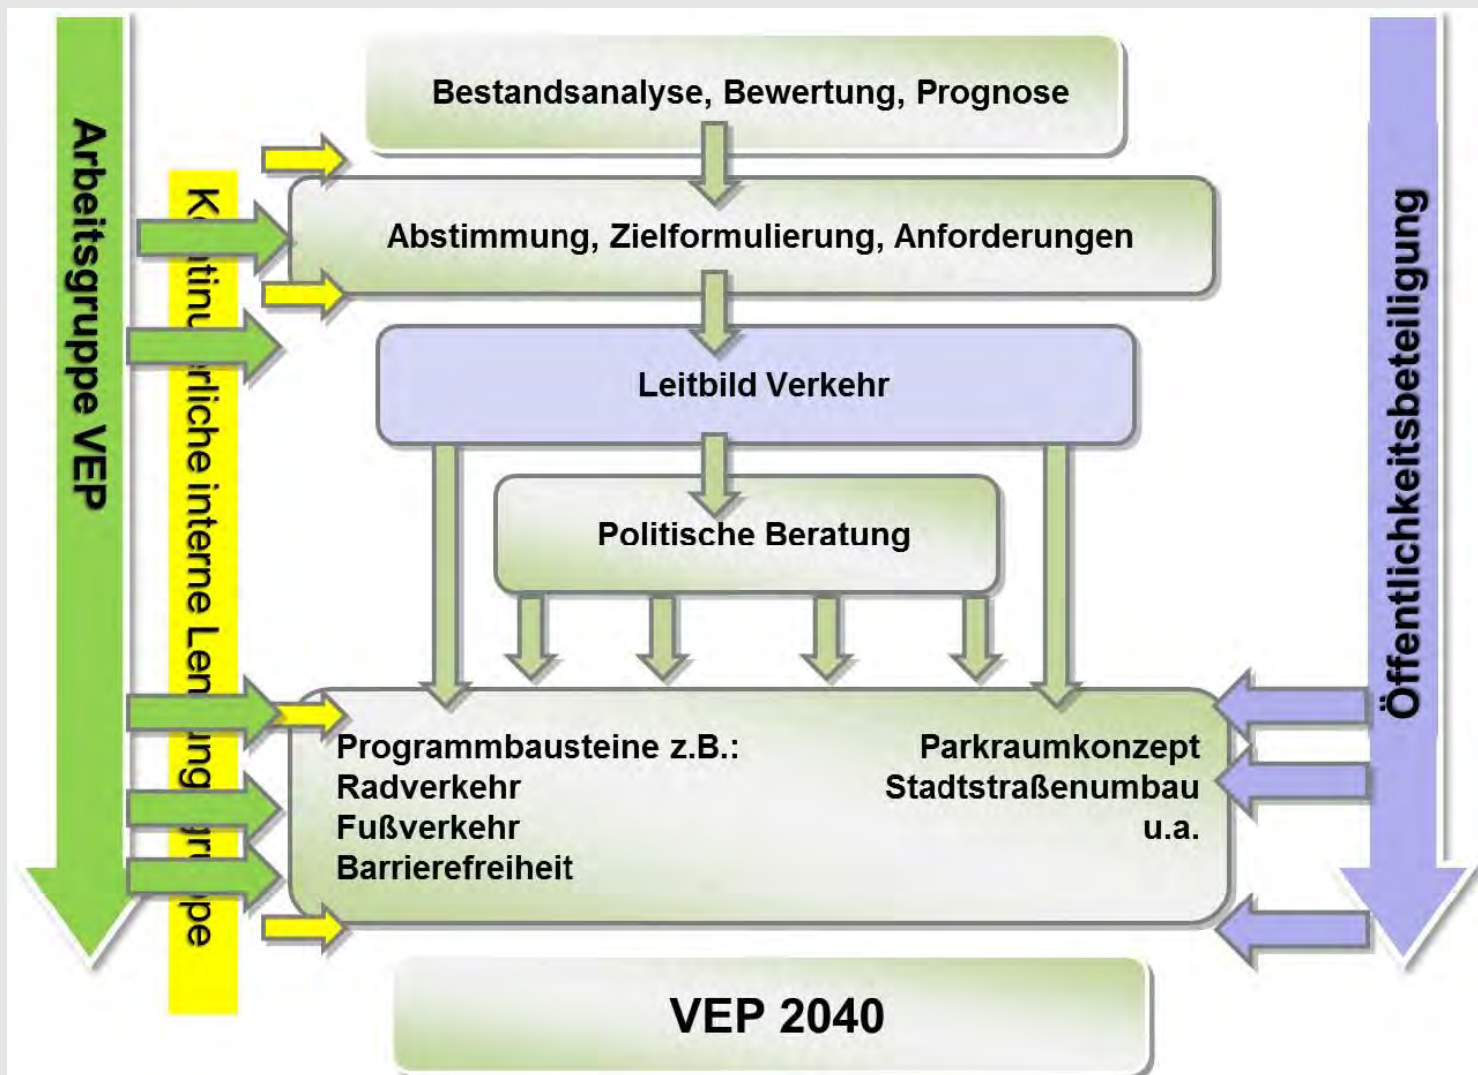 Arbeitsgruppe VEP
Bestandsanalyse, Bewertung, Prognose
Abstimmung, Zielformulierung, Anforderungen
Leitbild Verkehr
Politische Beratung
Programmbausteine z.B.:
Radverkehr
Fußverkehr
Barrierefreiheit
Parkraumkonzept
Stadtstraßenumbau
u.a.
VEP 2040
Öffentlichkeitsbeteiligung
interne